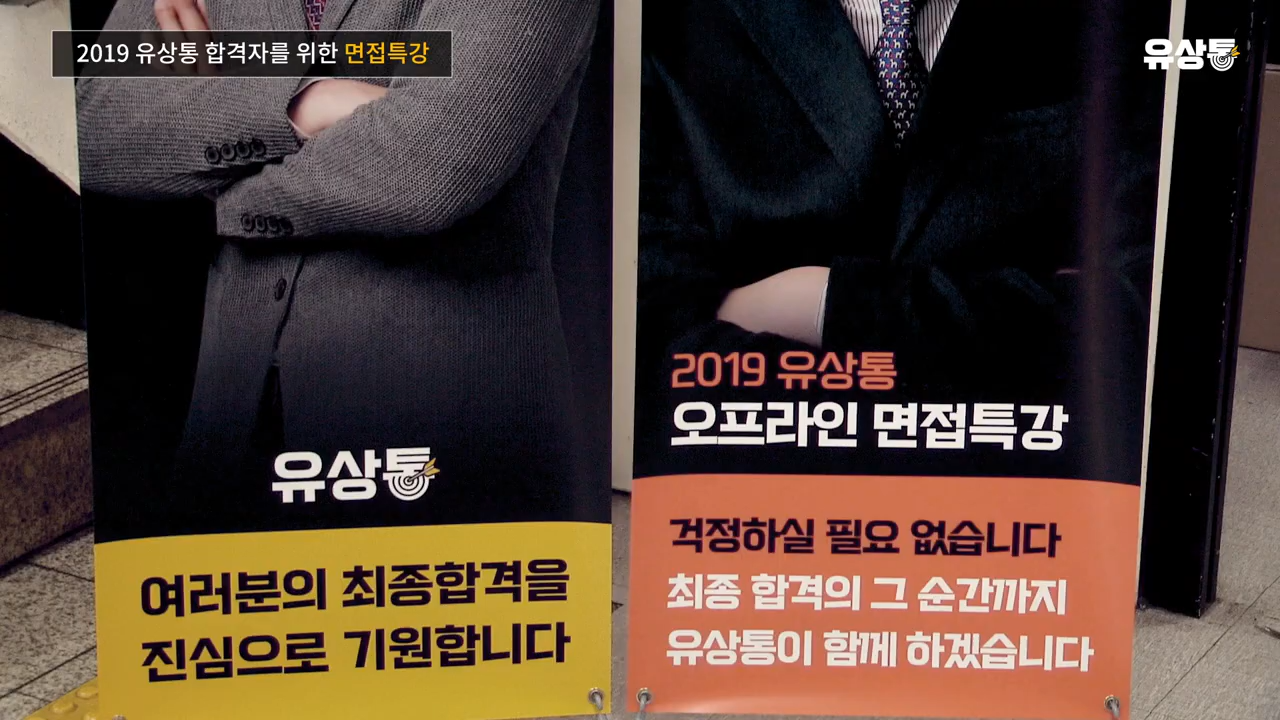 2019 유상통 합격자를 위한 면접특강
유상통
유상통
여러분의 최종합격을
진심으로 기원합니다
2019 유상통
오프라인 면접특강
걱정하실 필요 없습니다
최종 합격의 그 순간까지
유상통이 함께 하겠습니다